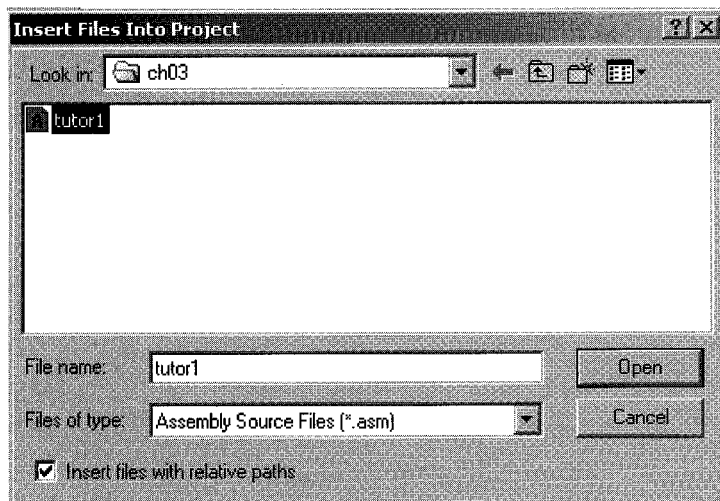 Insert Files Into Project
Look in: ch03
tutor1
File name: tutor1 Open
Files of type: Assembly Source Files (*.asm) Cancel
Insert files with relative paths